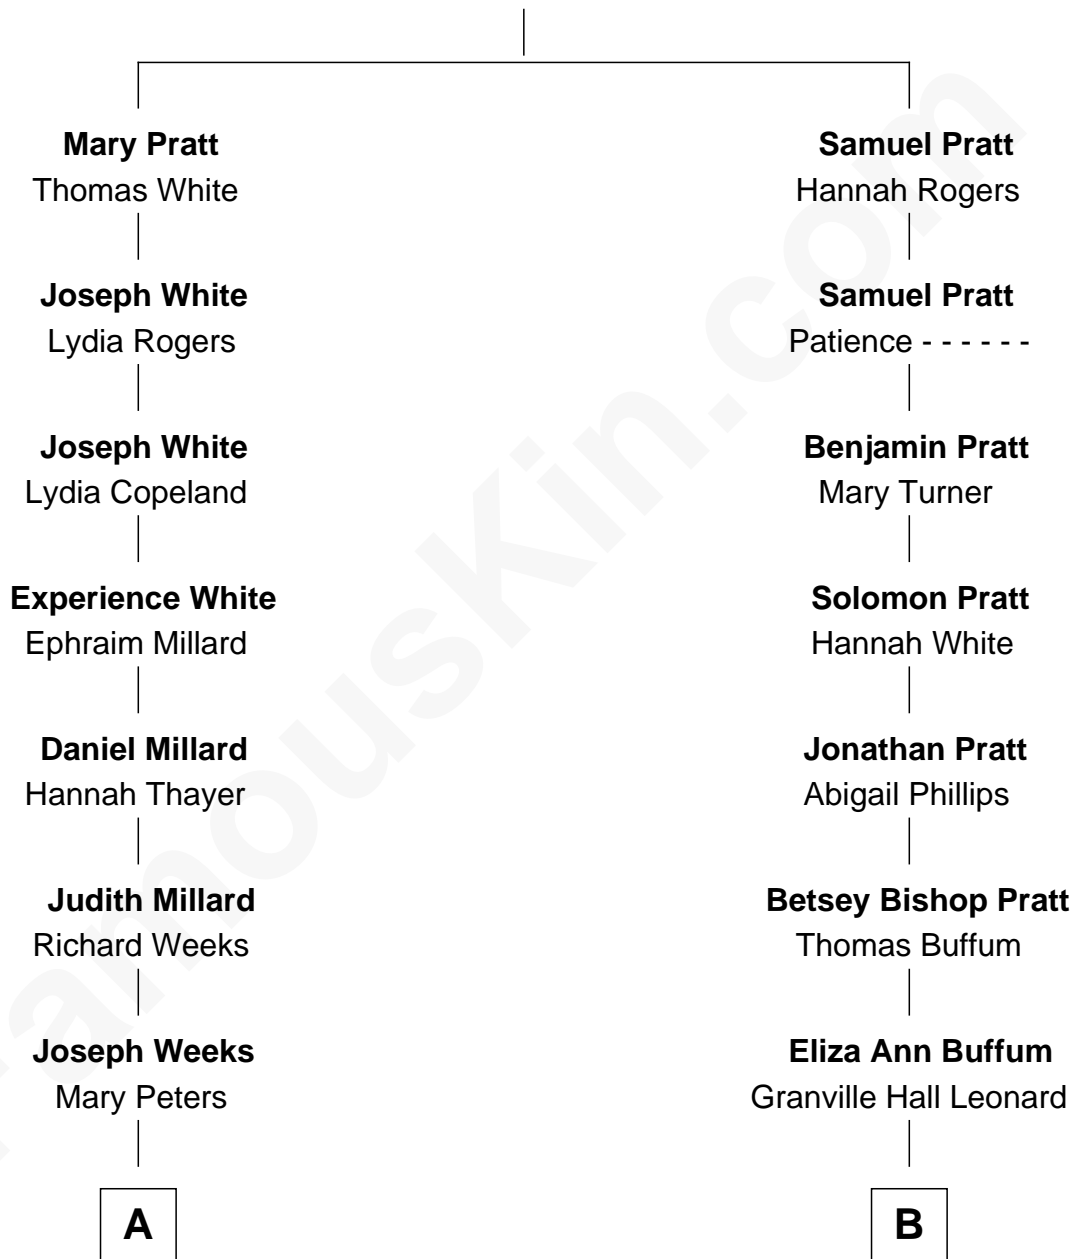 Mary Pratt
Thomas White
Joseph White
Lydia Rogers
Joseph White
Lydia Copeland
Experience White
Ephraim Millard
Daniel Millard
Hannah Thayer
Judith Millard
Richard Weeks
Joseph Weeks
Mary Peters
A
Samuel Pratt
Hannah Rogers
Samuel Pratt
Patience - - - - - -
Benjamin Pratt
Mary Turner
Solomon Pratt
Hannah White
Jonathan Pratt
Abigail Phillips
Betsey Bishop Pratt
Thomas Buffum
Eliza Ann Buffum
Granville Hall Leonard
B
FamousKin.com